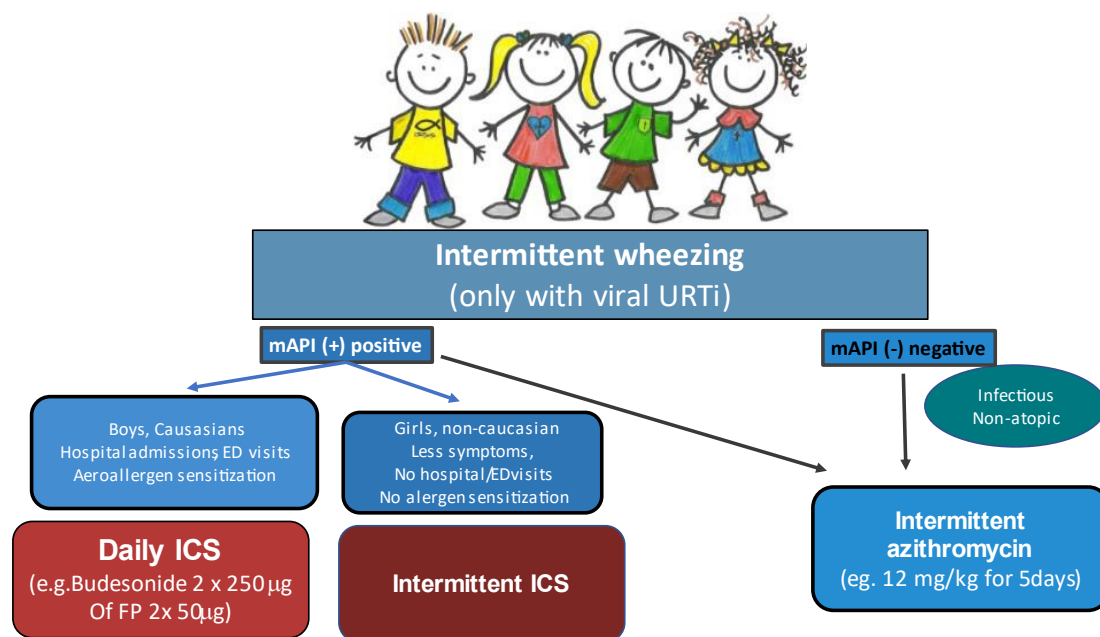 Intermittent wheezing
(only with viral URTi)
mAPI (+) positive
mAPI (-) negative
Infectious
Non-atopic
Boys, Causasians
Hospital admissions, ED visits
Aeroallergen sensitization
Girls, non-caucasian
Less symptoms,
No hospital/EDvisits
No alergen sensitization
Daily ICS
(e.g.Budesonide 2 x 250 µg
Of FP 2x 50µg)
Intermittent ICS
Intermittent
azithromycin
(eg. 12 mg/kg for 5days)